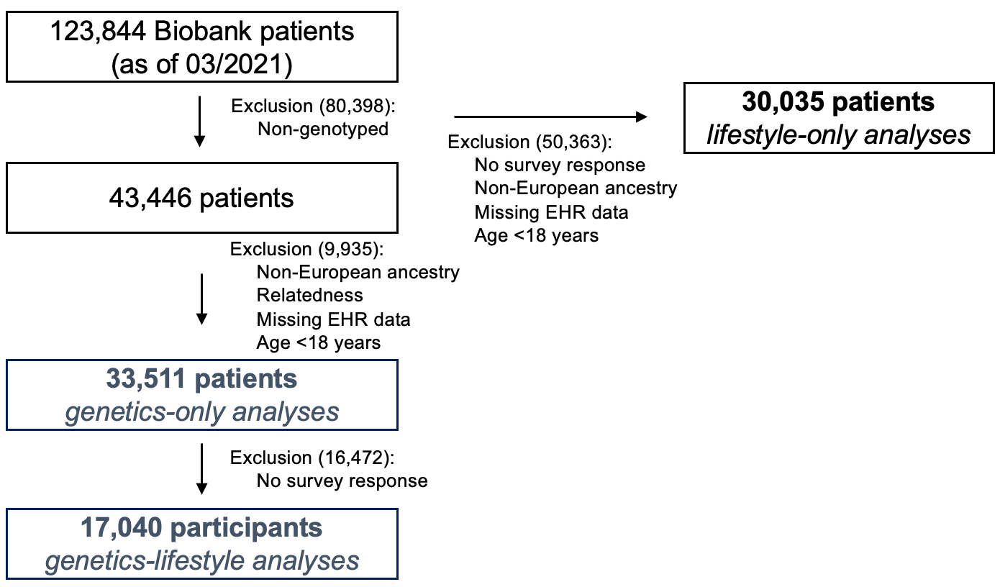 123,844 Biobank patients
(as of 03/2021)
Exclusion (80,398):
Non-genotyped
Exclusion (50,363):
No survey response
Non-European ancestry
Missing EHR data
Age <18 years
30,035 patients
lifestyle-only analyses
43,446 patients
Exclusion (9,935):
Non-European ancestry
Relatedness
Missing EHR data
Age <18 years
33,511 patients
genetics-only analyses
Exclusion (16,472):
No survey response
17,040 participants
genetics-lifestyle analyses